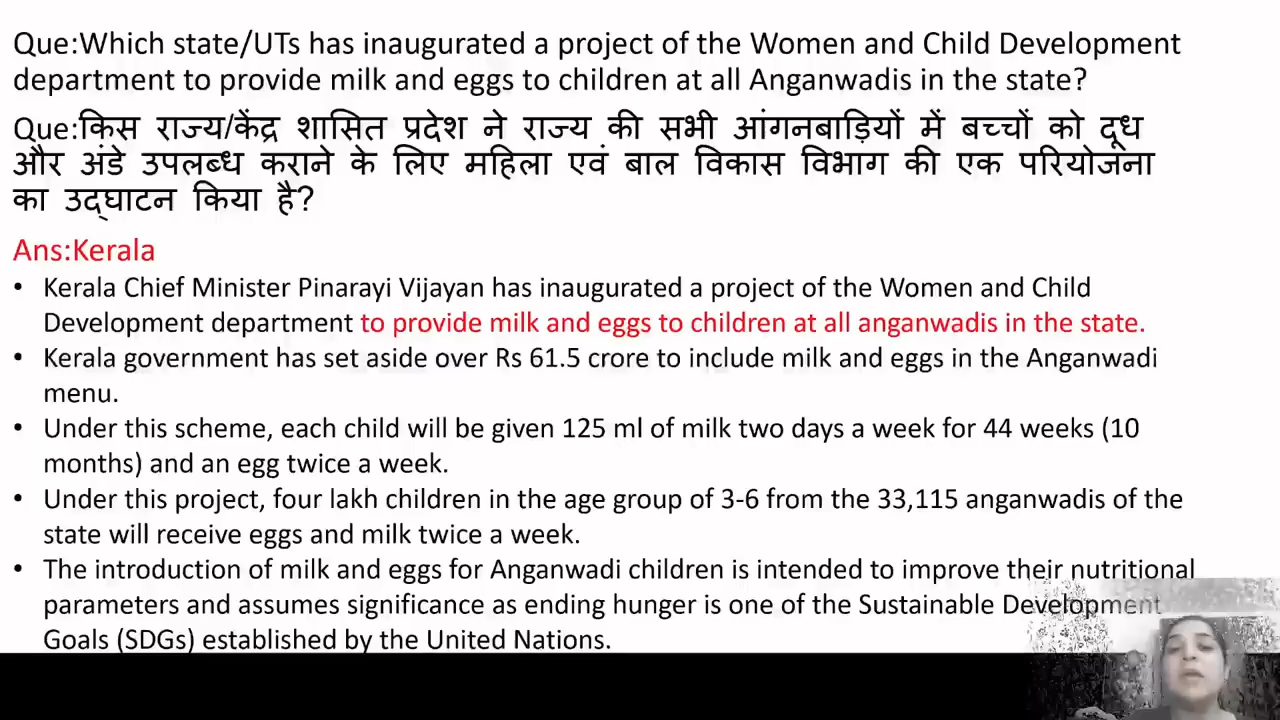 Que:Which state/UTs has inaugurated a project of the Women and Child Development
department to provide milk and eggs to children at all Anganwadis in the state?
Que:किस राज्य/केंद्र शासित प्रदेश ने राज्य की सभी आंगनबाड़ियों में बच्चों को दूध
और अंडे उपलब्ध कराने के लिए महिला एवं बाल विकास विभाग की एक परियोजना
का उद्घाटन किया है?
Ans:Kerala
• Kerala Chief Minister Pinarayi Vijayan has inaugurated a project of the Women and Child
Development department to provide milk and eggs to children at all anganwadis in the state.
• Kerala government has set aside over Rs 61.5 crore to include milk and eggs in the Anganwadi
menu.
• Under this scheme, each child will be given 125 ml of milk two days a week for 44 weeks (10
months) and an egg twice a week.
• Under this project, four lakh children in the age group of 3-6 from the 33,115 anganwadis of the
state will receive eggs and milk twice a week.
• The introduction of milk and eggs for Anganwadi children is intended to improve their nutritional
parameters and assumes significance as ending hunger is one of the Sustainable Development
Goals (SDGs) established by the United Nations.